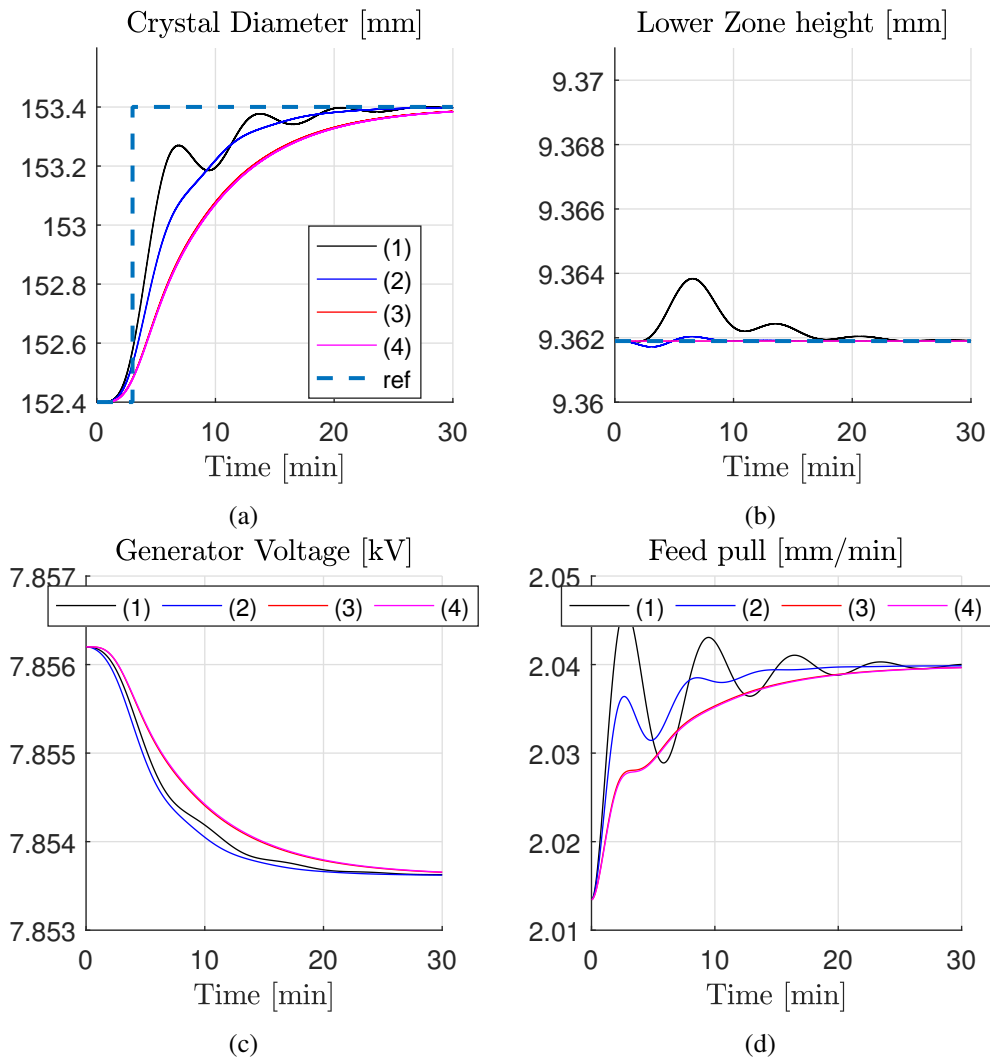 Crystal Diameter [mm]
153.4
153.2
153
152.8
152.6
152.4
(1)
(2)
(3)
(4)
ref
0
10
20
30
Time [min]
(a)
Lower Zone height [mm]
9.37
9.368
9.366
9.364
9.362
9.36
0
10
20
30
Time [min]
(b)
Generator Voltage [kV]
7.857
(1) (2) (3) (4)
7.856
7.855
7.854
7.853
0
10
20
30
Time [min]
(c)
Feed pull [mm/min]
2.05
(1) (2) (3) (4)
2.04
2.03
2.02
2.01
0
10
20
30
Time [min]
(d)